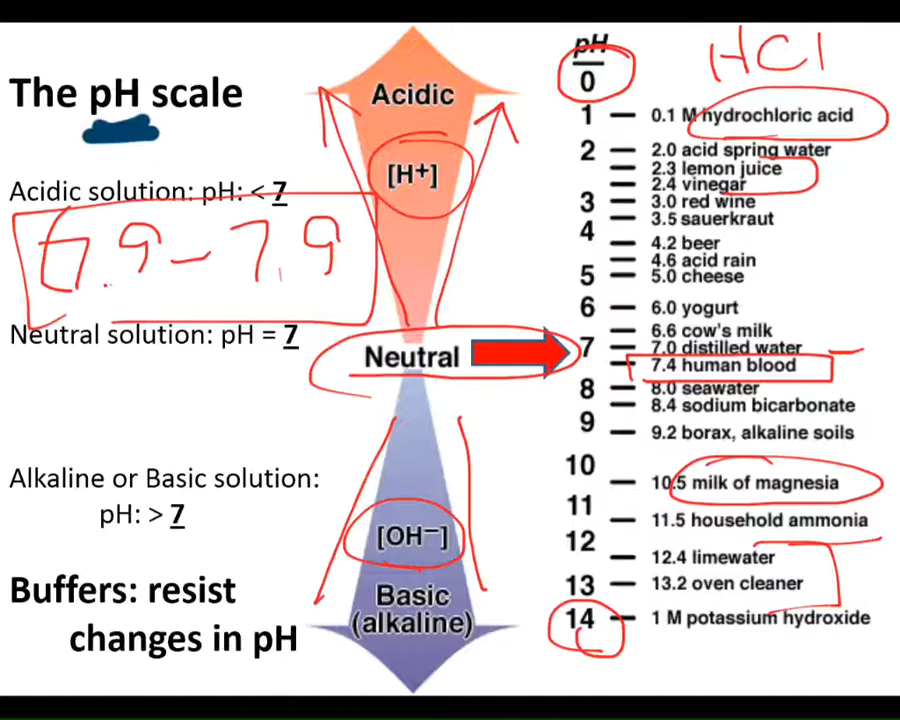 The pH scale
Acidic solution: pH: < 7
6.9 – 7.9
Neutral solution: pH = 7
Alkaline or Basic solution:
pH: > 7
Buffers: resist
changes in pH
Acidic
[H+]
Neutral
[OH–]
Basic
(alkaline)
HCl
pH
0
1 — 0.1 M hydrochloric acid
2 — 2.0 acid spring water
— 2.3 lemon juice
— 2.4 vinegar
3 — 3.0 red wine
— 3.5 sauerkraut
4
— 4.2 beer
— 4.6 acid rain
5 — 5.0 cheese
6 — 6.0 yogurt
— 6.6 cow's milk
7 — 7.0 distilled water
— 7.4 human blood
8 — 8.0 seawater
— 8.4 sodium bicarbonate
9
— 9.2 borax, alkaline soils
10
— 10.5 milk of magnesia
11
— 11.5 household ammonia
12
— 12.4 limewater
13 — 13.2 oven cleaner
14 — 1 M potassium hydroxide